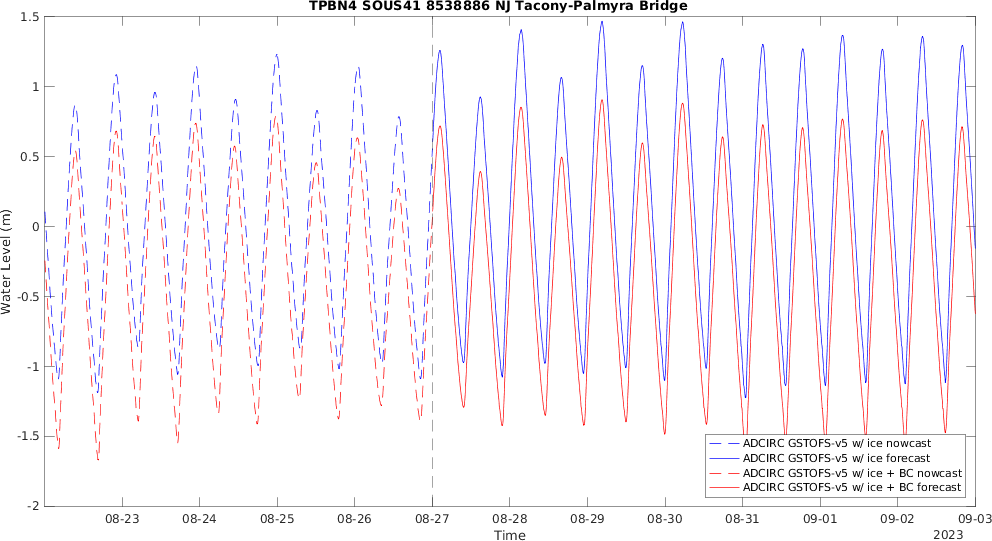 TPBN4 SOUS41 8538886 NJ Tacony-Palmyra Bridge
1.5
1
0.5
0
-0.5
-1
-1.5
-2
Water Level (m)
08-23 08-24 08-25 08-26 08-27 08-28 08-29 08-30 08-31 09-01 09-02 09-03
Time
2023
ADCIRC GSTOFS-v5 w/ ice nowcast
ADCIRC GSTOFS-v5 w/ ice forecast
ADCIRC GSTOFS-v5 w/ ice + BC nowcast
ADCIRC GSTOFS-v5 w/ ice + BC forecast